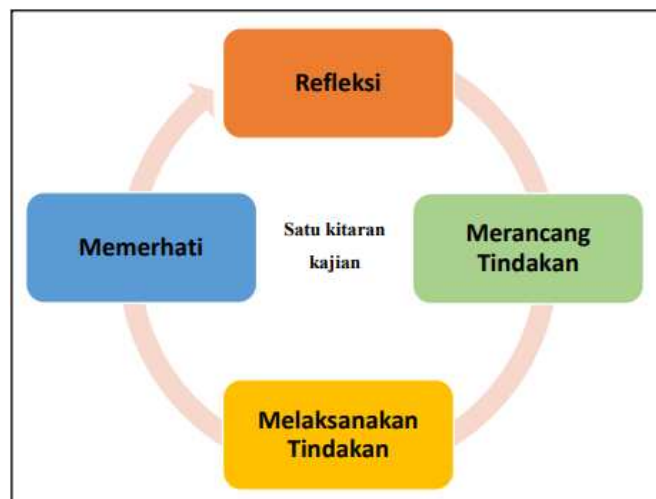 Refleksi
Merancang
Tindakan
Melaksanakan
Tindakan
Memerhati
Satu kitaran
kajian